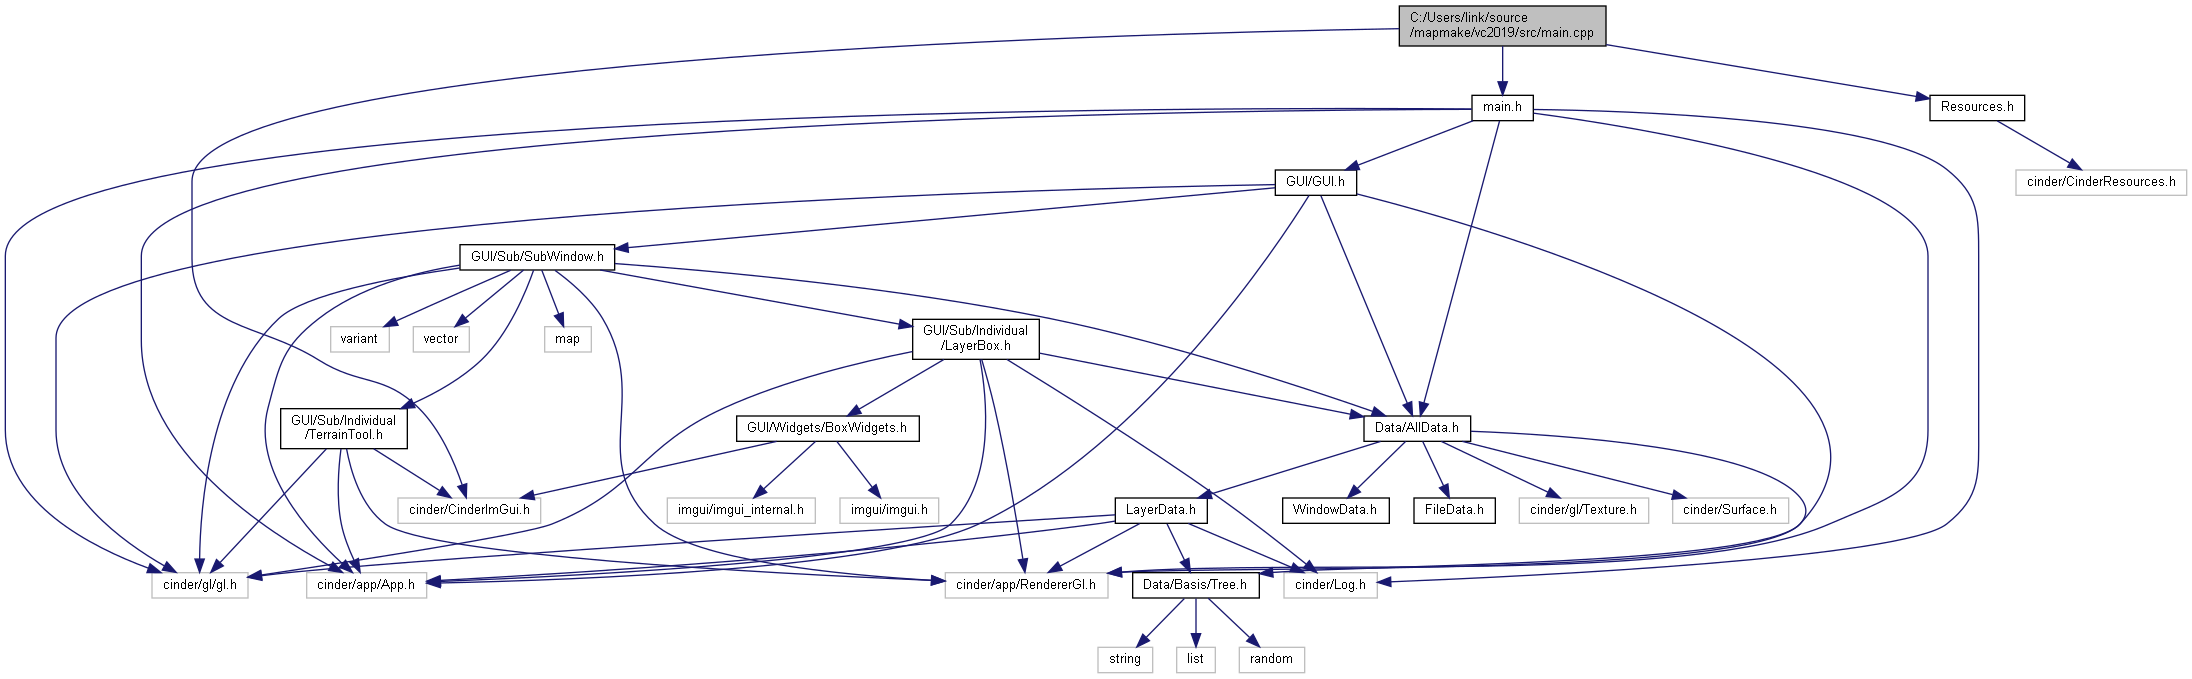 C:/Users/link/source
/mapmake/vc2019/src/main.cpp
main.h
Resources.h
GUI/GUI.h
cinder/CinderResources.h
GUI/Sub/SubWindow.h
variant
vector
map
GUI/Sub/Individual
/LayerBox.h
GUI/Sub/Individual
/TerrainTool.h
GUI/Widgets/BoxWidgets.h
Data/AllData.h
cinder/CinderImGui.h
imgui/imgui_internal.h
imgui/imgui.h
LayerData.h
WindowData.h
FileData.h
cinder/gl/Texture.h
cinder/Surface.h
cinder/gl/gl.h
cinder/app/App.h
cinder/app/RendererGl.h
Data/Basis/Tree.h
cinder/Log.h
string
list
random